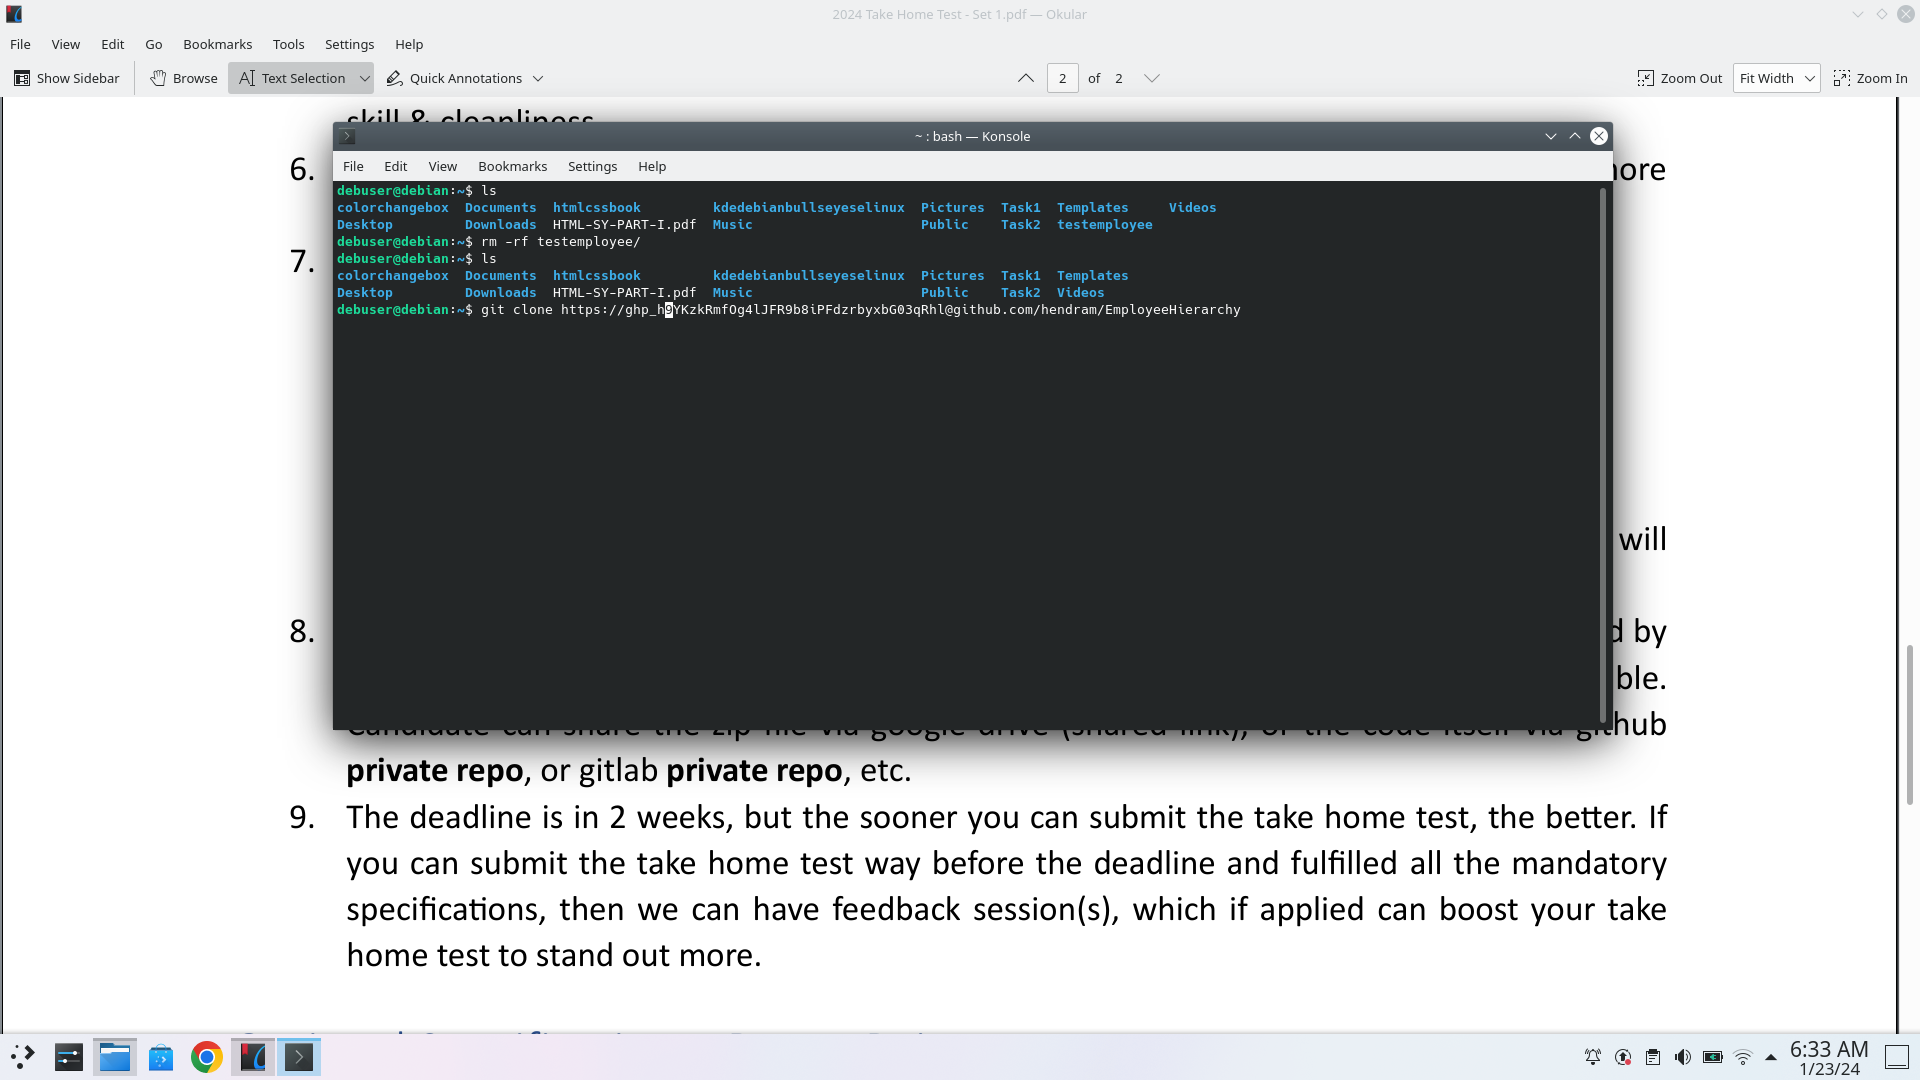 2024 Take Home Test - Set 1.pdf — Okular
File View Edit Go Bookmarks Tools Settings Help
Show Sidebar Browse Text Selection Quick Annotations 2 of 2 Zoom Out Fit Width Zoom In
skill & cleanliness
~ : bash — Konsole
File Edit View Bookmarks Settings Help
debuser@debian:~$ ls
colorchangebox Documents htmlcssbook kdedebianbullseyeselinux Pictures Task1 Templates Videos
Desktop Downloads HTML-SY-PART-I.pdf Music Public Task2 testemployee
debuser@debian:~$ rm -rf testemployee/
debuser@debian:~$ ls
colorchangebox Documents htmlcssbook kdedebianbullseyeselinux Pictures Task1 Templates
Desktop Downloads HTML-SY-PART-I.pdf Music Public Task2 Videos
debuser@debian:~$ git clone https://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@github.com/hendram/EmployeeHierarchy
6. ore
7.
will
8. d by
ble.
Candidate can share the zip file via google drive (shared link), or the code itself via github
private repo, or gitlab private repo, etc.
9. The deadline is in 2 weeks, but the sooner you can submit the take home test, the better. If
you can submit the take home test way before the deadline and fulfilled all the mandatory
specifications, then we can have feedback session(s), which if applied can boost your take
home test to stand out more.
6:33 AM
1/23/24